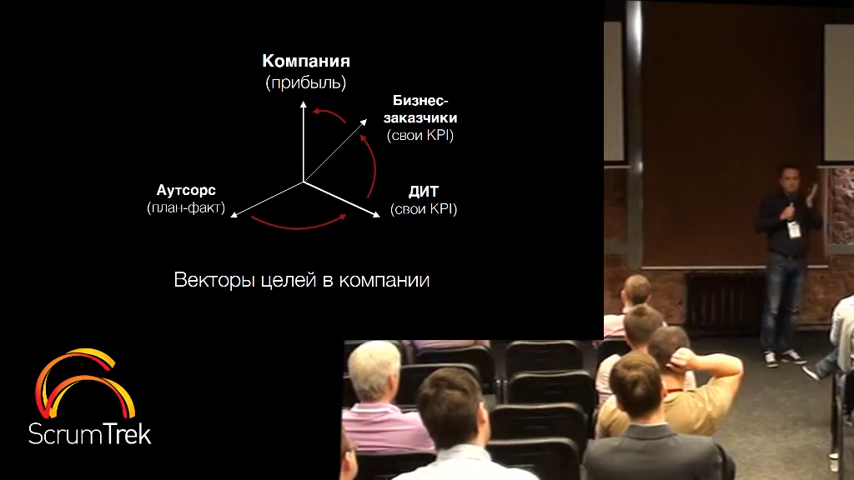 Компания
(прибыль)
Бизнес-
заказчики
(свои KPI)
Аутсорс
(план-факт)
ДИТ
(свои KPI)
Векторы целей в компании
ScrumTrek